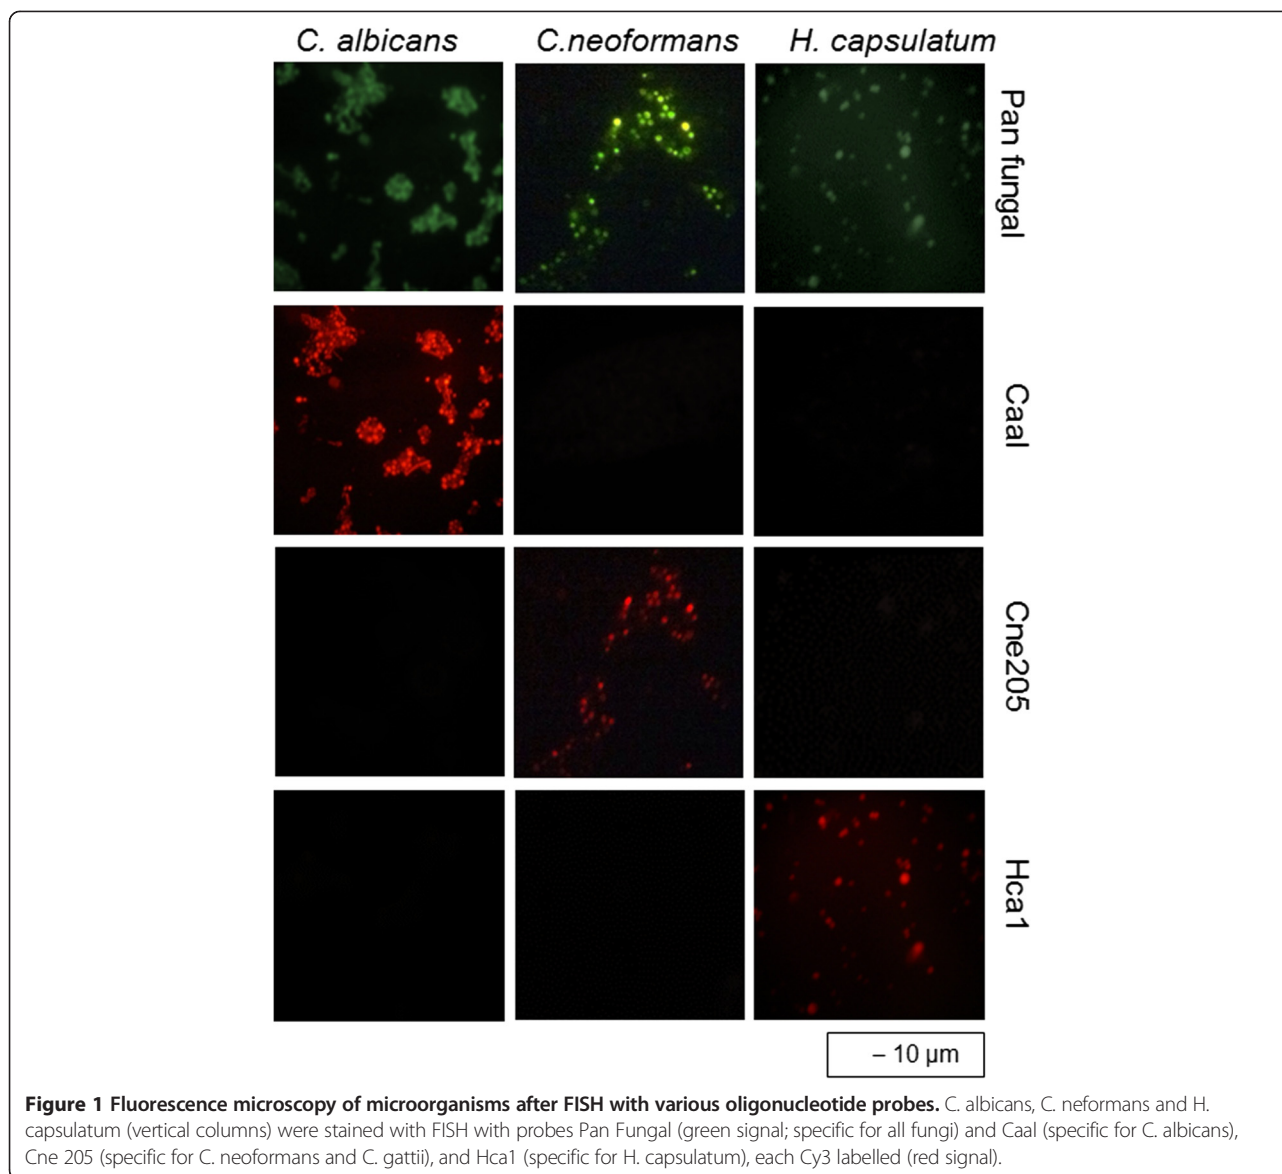 C. albicans C.neoformans H. capsulatum
Pan fungal
Caal
Cne205
Hca1
– 10 µm
Figure 1 Fluorescence microscopy of microorganisms after FISH with various oligonucleotide probes. C. albicans, C. neformans and H.
capsulatum (vertical columns) were stained with FISH with probes Pan Fungal (green signal; specific for all fungi) and Caal (specific for C. albicans),
Cne 205 (specific for C. neoformans and C. gattii), and Hca1 (specific for H. capsulatum), each Cy3 labelled (red signal).